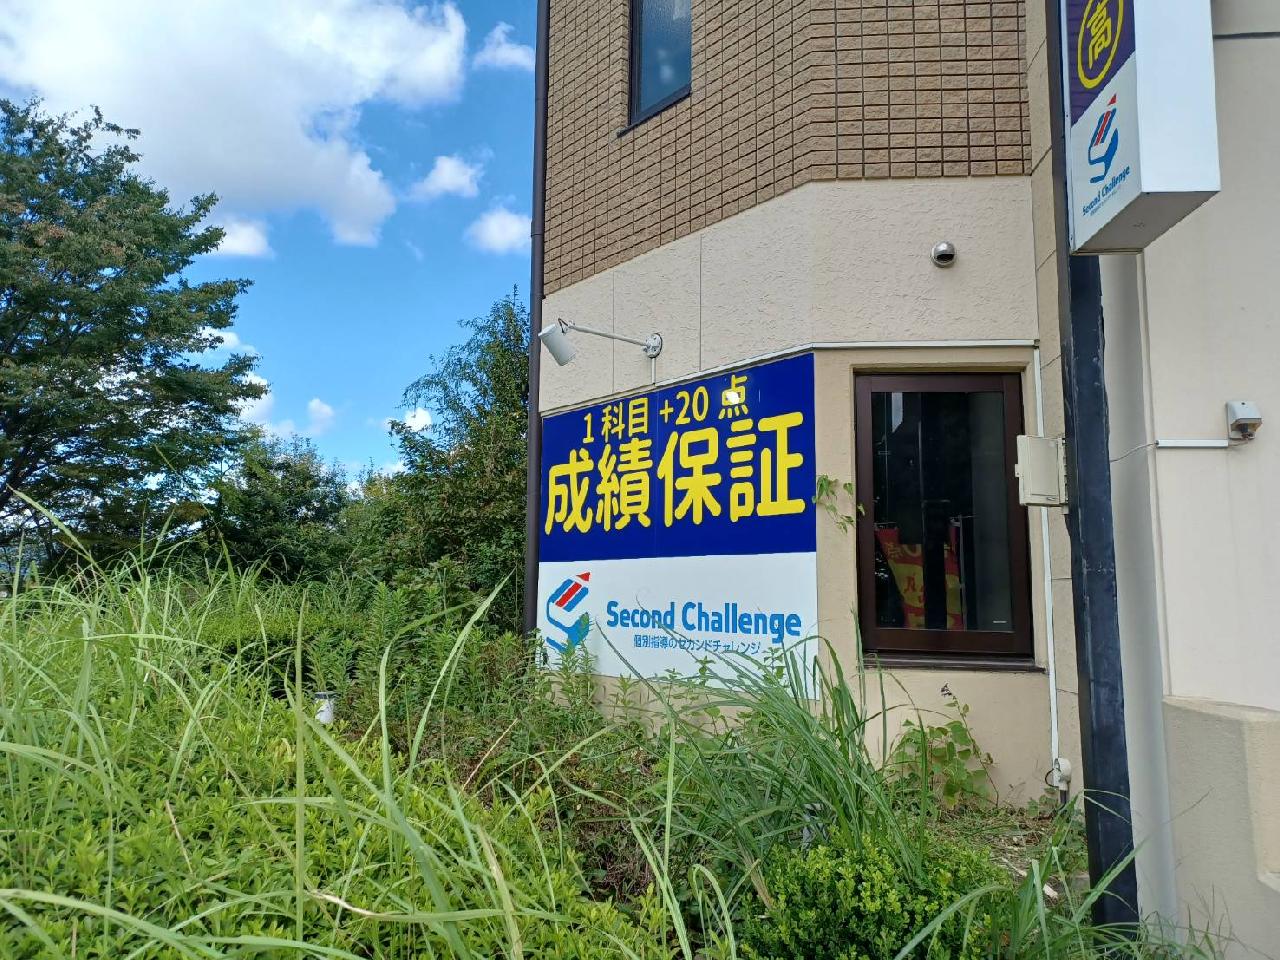 1科目 +20点
成績保証
Second Challenge
個別指導のセカンドチャレンジ
高
Second Challenge